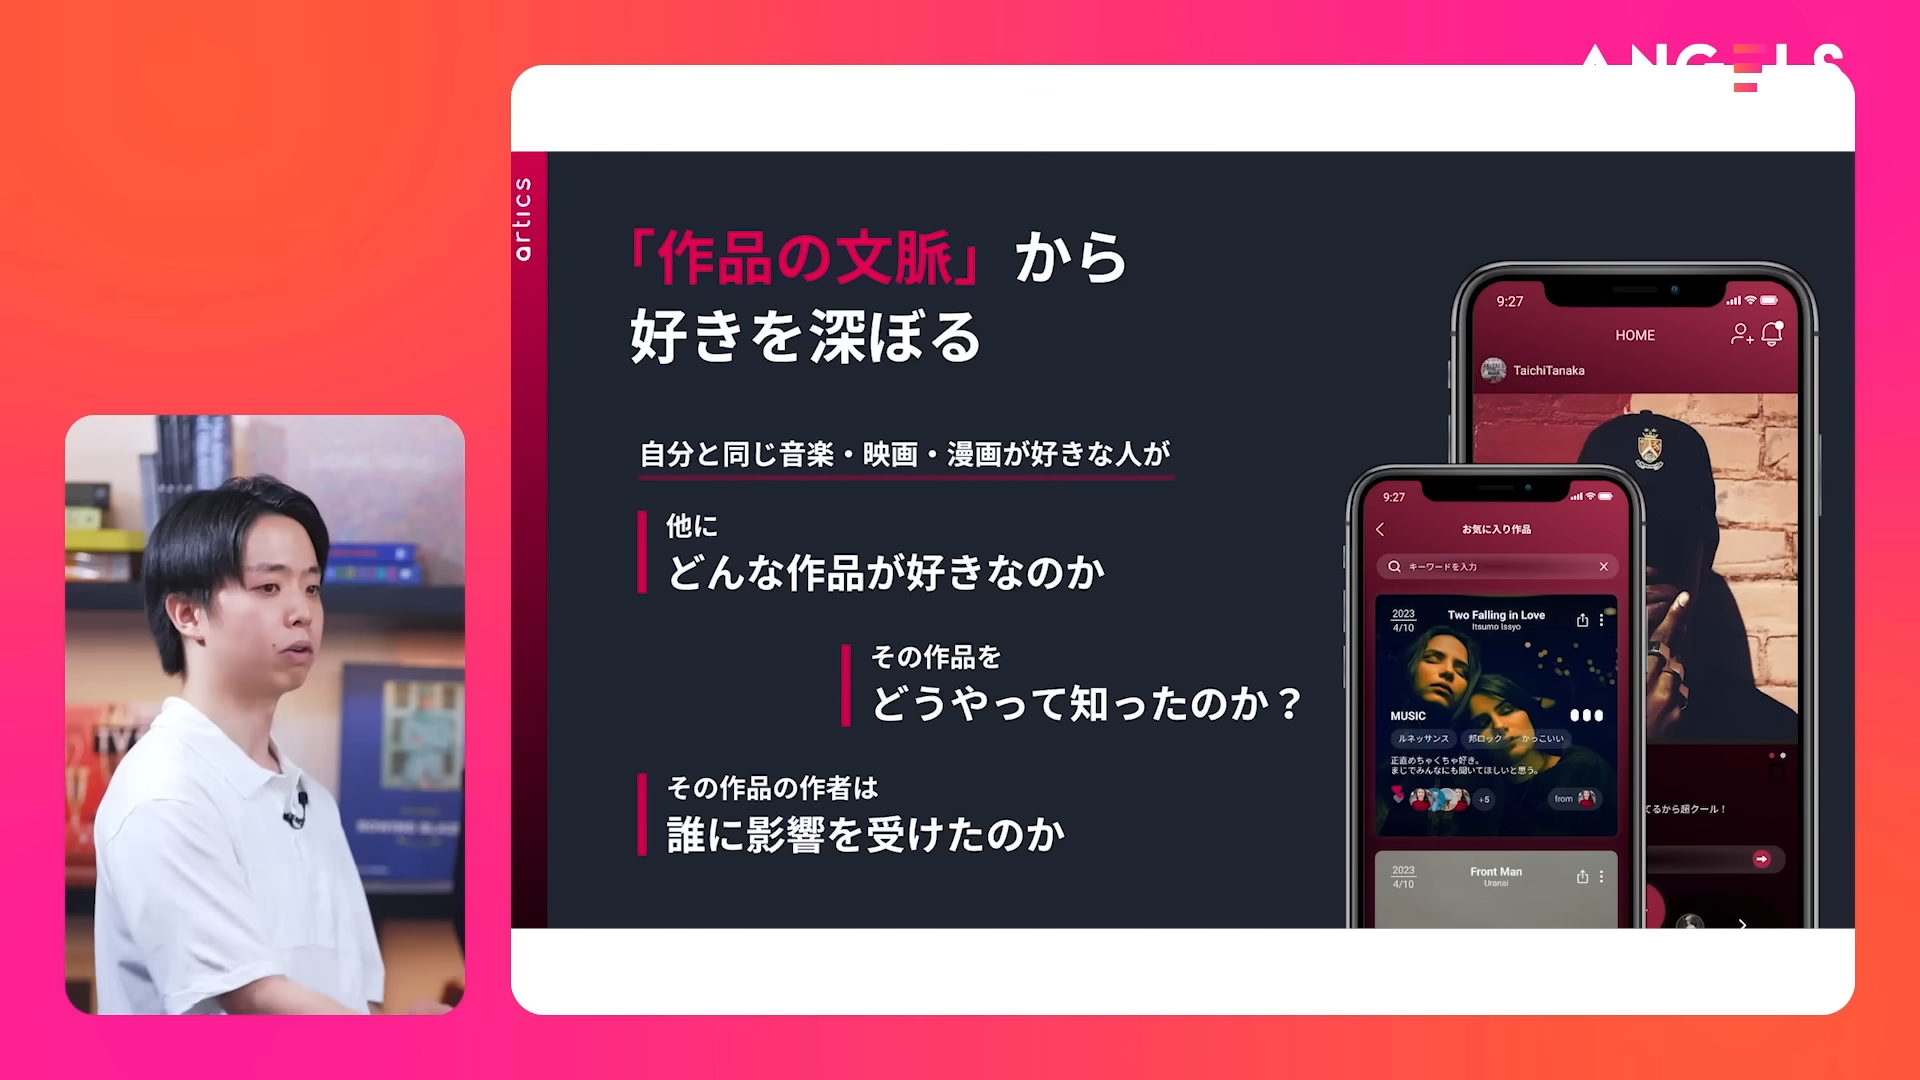 ANGELS
artics
「作品の文脈」から
好きを深ぼる
自分と同じ音楽・映画・漫画が好きな人が
他に
どんな作品が好きなのか
その作品を
どうやって知ったのか？
その作品の作者は
誰に影響を受けたのか
9:27
HOME
TaichiTanaka
てるから超クール！
9:27
お気に入り作品
キーワードを入力
2023
4/10
Two Falling in Love
Itsumo Issyo
MUSIC
ルネッサンス
邦ロック
かっこいい
正直めちゃくちゃ好き。
まじでみんなにも聞いてほしいと思う。
+5
from
2023
4/10
Front Man
Uranai